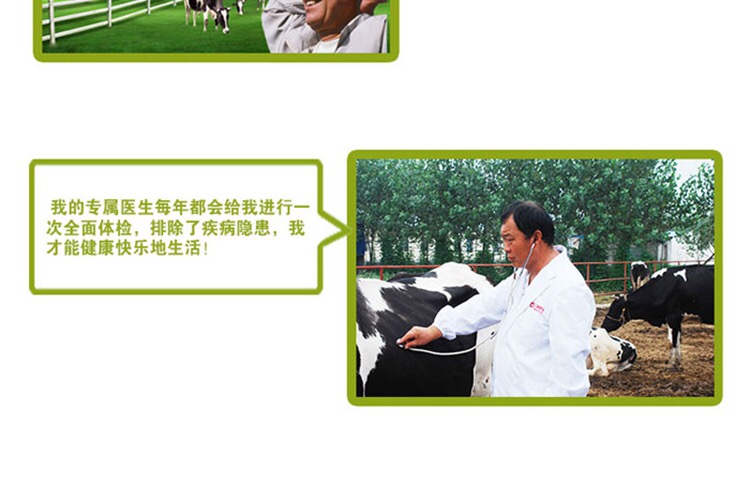 我的专属医生每年都会给我进行一
次全面体检，排除了疾病隐患，我
才能健康快乐地生活！